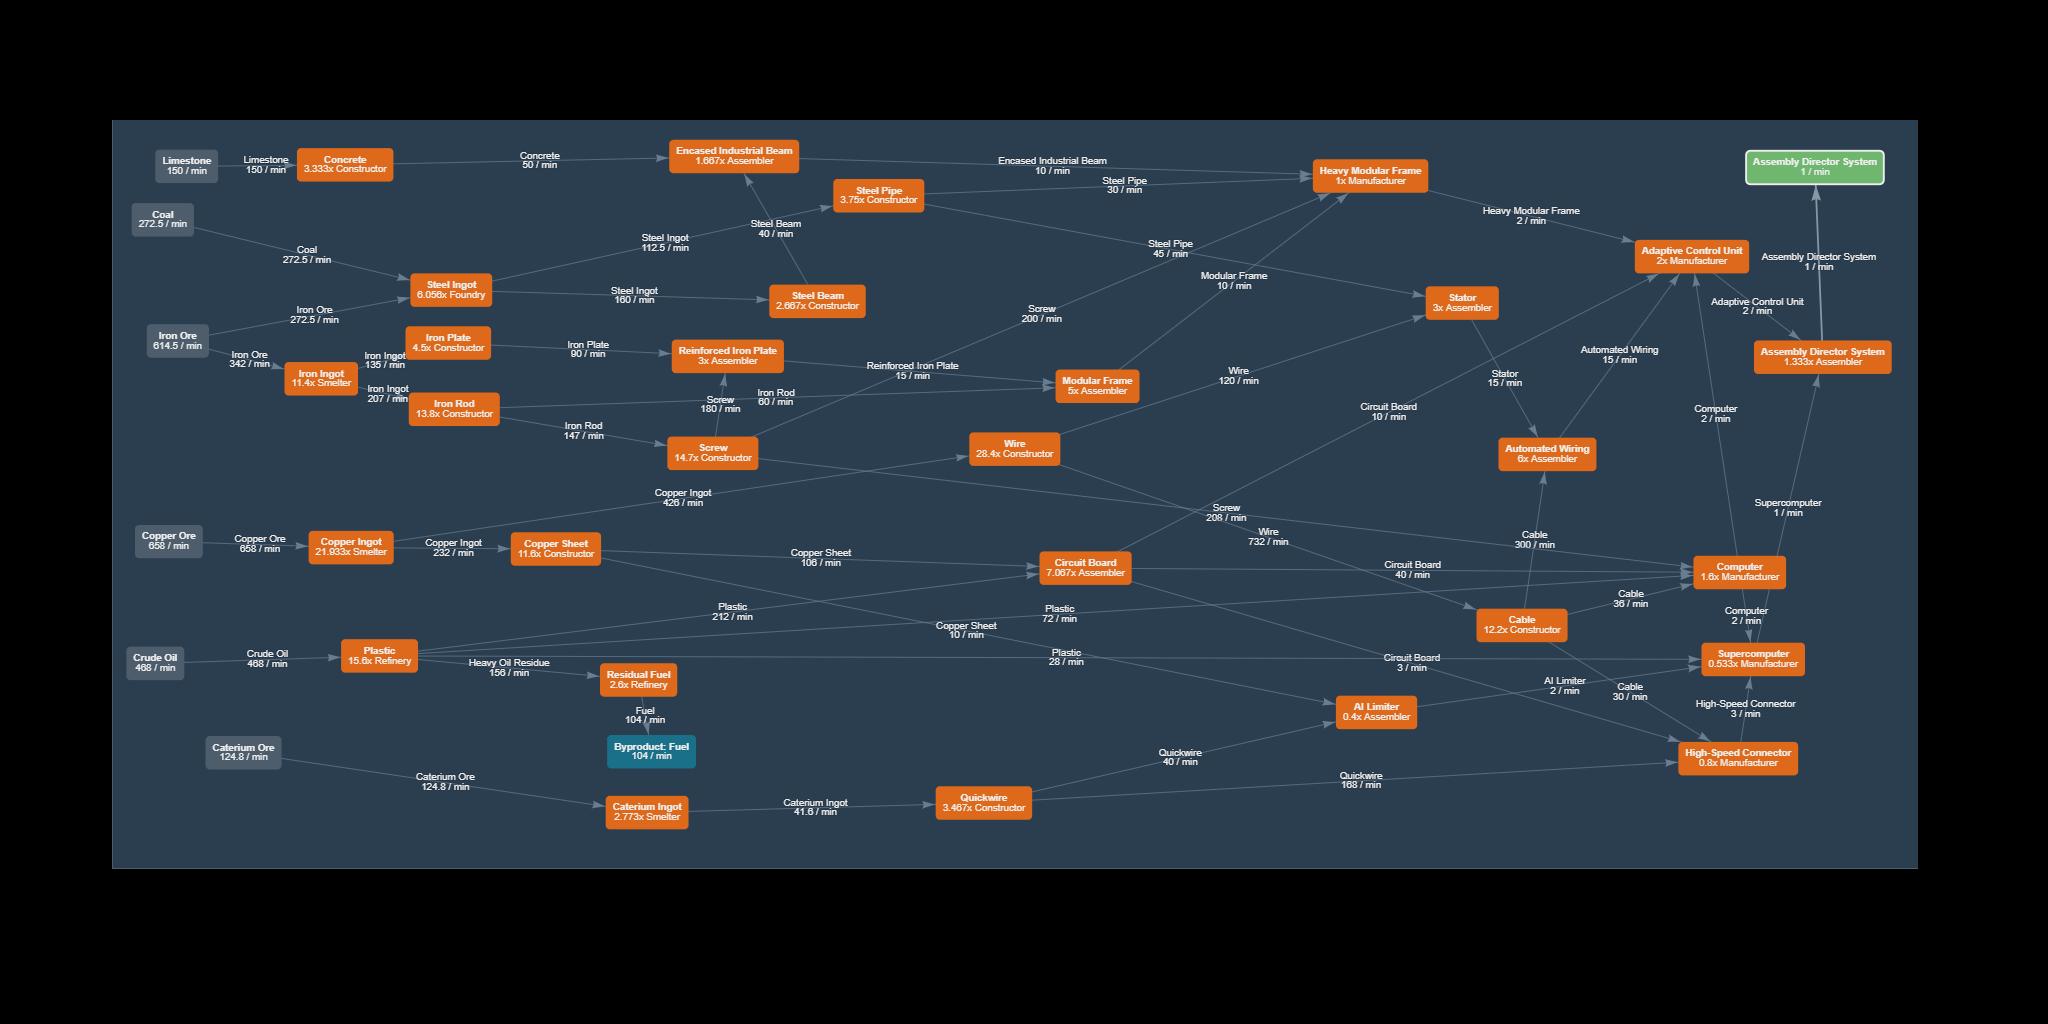 Limestone
150 / min
Limestone
150 / min
Concrete
3.333x Constructor
Concrete
50 / min
Encased Industrial Beam
1.667x Assembler
Encased Industrial Beam
10 / min
Steel Pipe
3.75x Constructor
Steel Pipe
30 / min
Heavy Modular Frame
1x Manufacturer
Assembly Director System
1 / min
Coal
272.5 / min
Coal
272.5 / min
Steel Ingot
112.5 / min
Steel Beam
40 / min
Steel Pipe
45 / min
Heavy Modular Frame
2 / min
Adaptive Control Unit
2x Manufacturer
Assembly Director System
1 / min
Steel Ingot
6.056x Foundry
Steel Ingot
160 / min
Steel Beam
2.667x Constructor
Modular Frame
10 / min
Stator
3x Assembler
Adaptive Control Unit
2 / min
Iron Ore
272.5 / min
Screw
200 / min
Iron Ore
614.5 / min
Iron Ore
342 / min
Iron Ingot
135 / min
Iron Plate
4.5x Constructor
Iron Plate
90 / min
Reinforced Iron Plate
3x Assembler
Reinforced Iron Plate
15 / min
Automated Wiring
15 / min
Assembly Director System
1.333x Assembler
Iron Ingot
11.4x Smelter
Iron Ingot
207 / min
Iron Rod
13.8x Constructor
Iron Rod
60 / min
Screw
180 / min
Modular Frame
5x Assembler
Wire
120 / min
Stator
15 / min
Iron Rod
147 / min
Circuit Board
10 / min
Computer
2 / min
Screw
14.7x Constructor
Wire
28.4x Constructor
Automated Wiring
6x Assembler
Copper Ingot
426 / min
Screw
208 / min
Supercomputer
1 / min
Copper Ore
658 / min
Copper Ore
658 / min
Copper Ingot
21.933x Smelter
Copper Ingot
232 / min
Copper Sheet
11.6x Constructor
Copper Sheet
106 / min
Wire
732 / min
Cable
300 / min
Circuit Board
7.067x Assembler
Circuit Board
40 / min
Computer
1.6x Manufacturer
Plastic
212 / min
Plastic
72 / min
Cable
36 / min
Computer
2 / min
Copper Sheet
10 / min
Cable
12.2x Constructor
Crude Oil
468 / min
Crude Oil
468 / min
Plastic
15.6x Refinery
Heavy Oil Residue
156 / min
Residual Fuel
2.6x Refinery
Plastic
28 / min
Circuit Board
3 / min
Supercomputer
0.533x Manufacturer
AI Limiter
2 / min
Cable
30 / min
Fuel
104 / min
AI Limiter
0.4x Assembler
High-Speed Connector
3 / min
Byproduct: Fuel
104 / min
Caterium Ore
124.8 / min
Caterium Ore
124.8 / min
Quickwire
40 / min
High-Speed Connector
0.8x Manufacturer
Quickwire
168 / min
Caterium Ingot
2.773x Smelter
Caterium Ingot
41.6 / min
Quickwire
3.467x Constructor